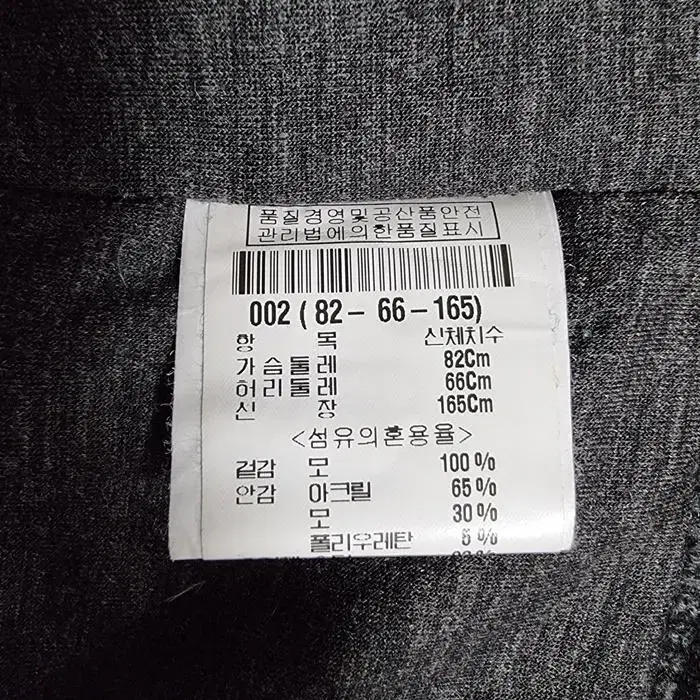 품질경영및공산품안전
관리법에의한품질표시
002 ( 82 - 66 - 165)
항 목 신체치수
가슴둘레 82Cm
허리둘레 66Cm
신 장 165Cm
<섬유의혼용율>
겉감 모 100 %
안감 아크릴 65 %
모 30 %
폴리우레탄 5 %